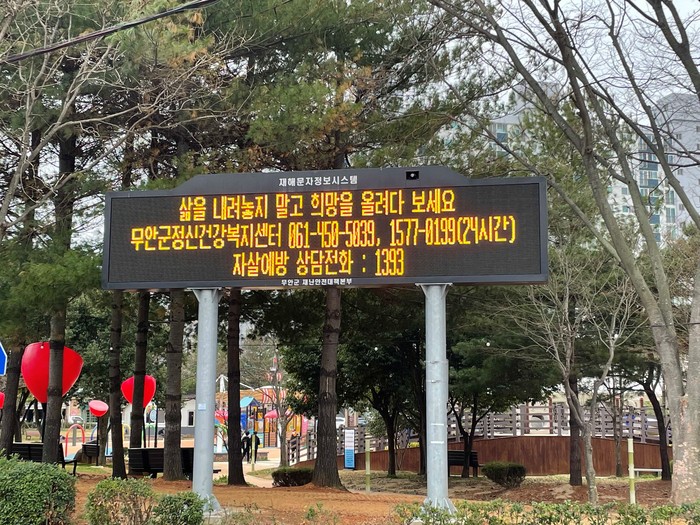 재해문자정보시스템
삶을 내려놓지 말고 희망을 올려다 보세요
무안군정신건강복지센터 061-450-5039, 1577-0199(24시간)
자살예방 상담전화 : 1393
무안군 재난안전대책본부